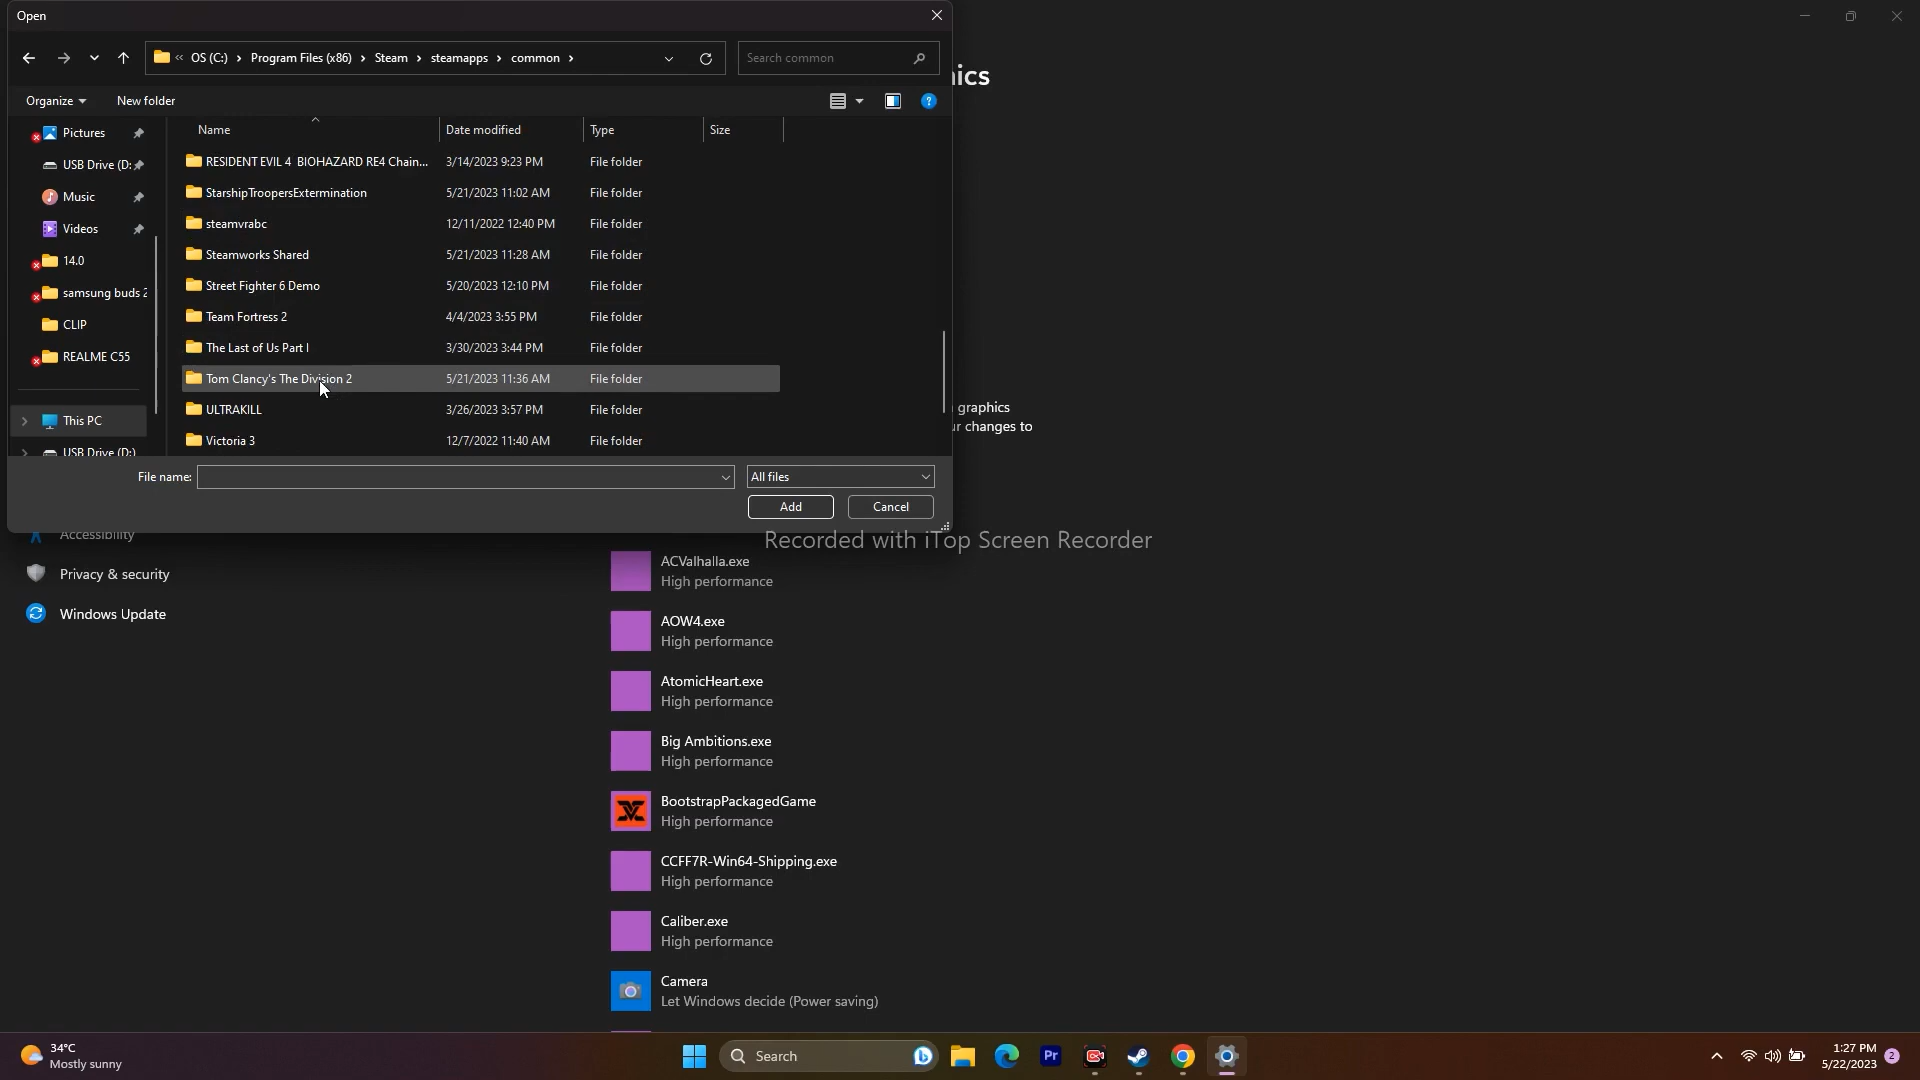 Open
« OS (C:) › Program Files (x86) › Steam › steamapps › common ›
Search common
Organize
New folder
?
Name
Date modified
Type
Size
Pictures
USB Drive (D:
Music
Videos
14.0
samsung buds 2
CLIP
REALME C55
This PC
USB Drive (D:)
RESIDENT EVIL 4 BIOHAZARD RE4 Chain... 3/14/2023 9:23 PM File folder
StarshipTroopersExtermination 5/21/2023 11:02 AM File folder
steamvrabc 12/11/2022 12:40 PM File folder
Steamworks Shared 5/21/2023 11:28 AM File folder
Street Fighter 6 Demo 5/20/2023 12:10 PM File folder
Team Fortress 2 4/4/2023 3:55 PM File folder
The Last of Us Part I 3/30/2023 3:44 PM File folder
Tom Clancy's The Division 2 5/21/2023 11:36 AM File folder
ULTRAKILL 3/26/2023 3:57 PM File folder
Victoria 3 12/7/2022 11:40 AM File folder
File name:
All files
Add
Cancel
ics
graphics
ur changes to
Recorded with iTop Screen Recorder
Accessibility
Privacy & security
Windows Update
ACValhalla.exe
High performance
AOW4.exe
High performance
AtomicHeart.exe
High performance
Big Ambitions.exe
High performance
BootstrapPackagedGame
High performance
CCFF7R-Win64-Shipping.exe
High performance
Caliber.exe
High performance
Camera
Let Windows decide (Power saving)
34°C
Mostly sunny
Search
Pr
1:27 PM
5/22/2023
2